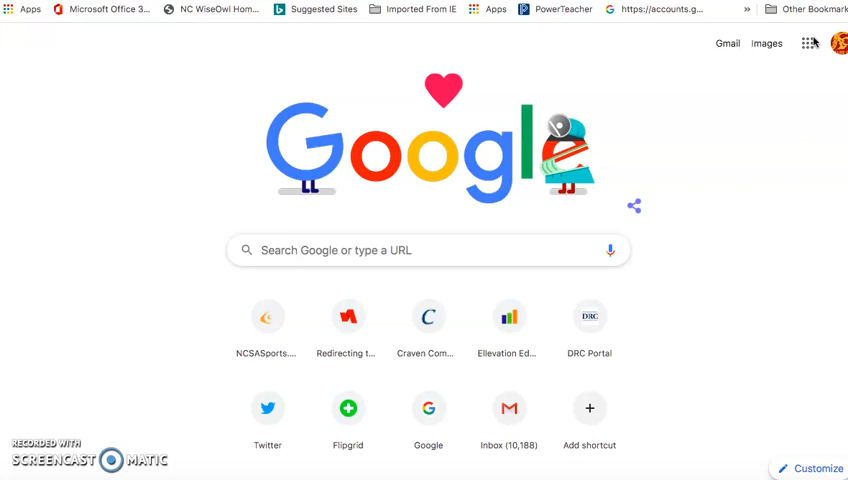 Apps Microsoft Office 3... NC WiseOwl Hom... Suggested Sites Imported From IE Apps PowerTeacher https://accounts.g... » Other Bookmark
Gmail Images
Google
Search Google or type a URL
NCSASports.... Redirecting t... Craven Com... Ellevation Ed... DRC Portal
Twitter Flipgrid Google Inbox (10,188) Add shortcut
RECORDED WITH
SCREENCAST MATIC
Customize